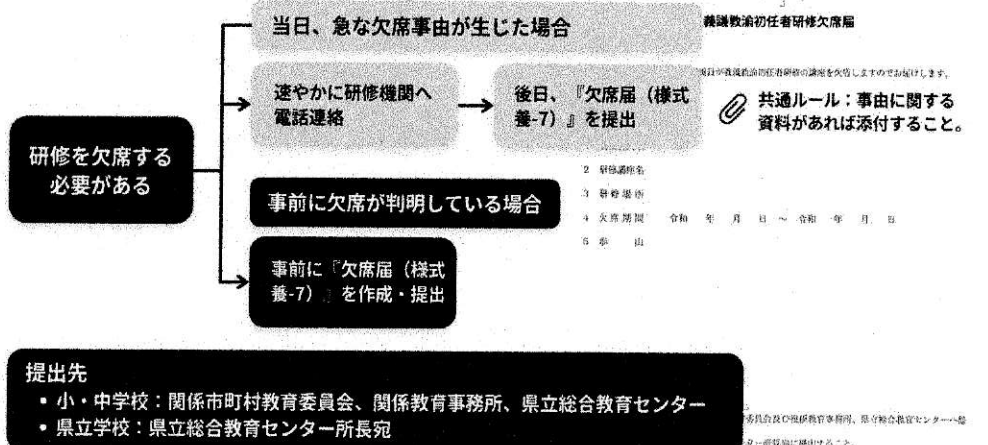 当日、急な欠席事由が生じた場合
速やかに研修機関へ
電話連絡
後日、『欠席届（様式
養-7）』を提出
研修を欠席する
必要がある
事前に欠席が判明している場合
事前に『欠席届（様式
養-7）』を作成・提出
養護教諭初任者研修欠席届
共通ルール：事由に関する
資料があれば添付すること。
2 研修講座名
3 研修場所
4 欠席期間 令和 年 月 日 ～ 令和 年 月 日
5
提出先
• 小・中学校：関係市町村教育委員会、関係教育事務所、県立総合教育センター
• 県立学校：県立総合教育センター所長宛